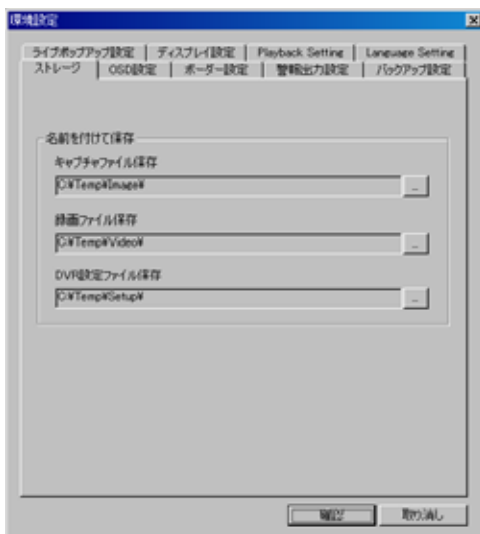 環境設定
ライブポップアップ設定 ディスプレイ設定 Playback Setting Language Setting
ストレージ OSD設定 ボーダー設定 警報出力設定 バックアップ設定
名前を付けて保存
キャプチャファイル保存
C:¥Temp¥Image¥ ...
録画ファイル保存
C:¥Temp¥Video¥ ...
DVR設定ファイル保存
C:¥Temp¥Setup¥ ...
確認 取り消し